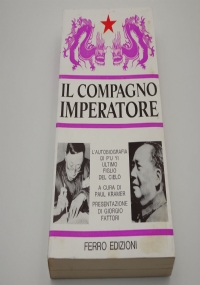 IL COMPAGNO
IMPERATORE
L'AUTOBIOGRAFIA
DI P'U YI
ULTIMO
FIGLIO
DEL CIELO
A CURA DI
PAUL KRAMER
PRESENTAZIONE
DI GIORGIO
FATTORI
FERRO EDIZIONI